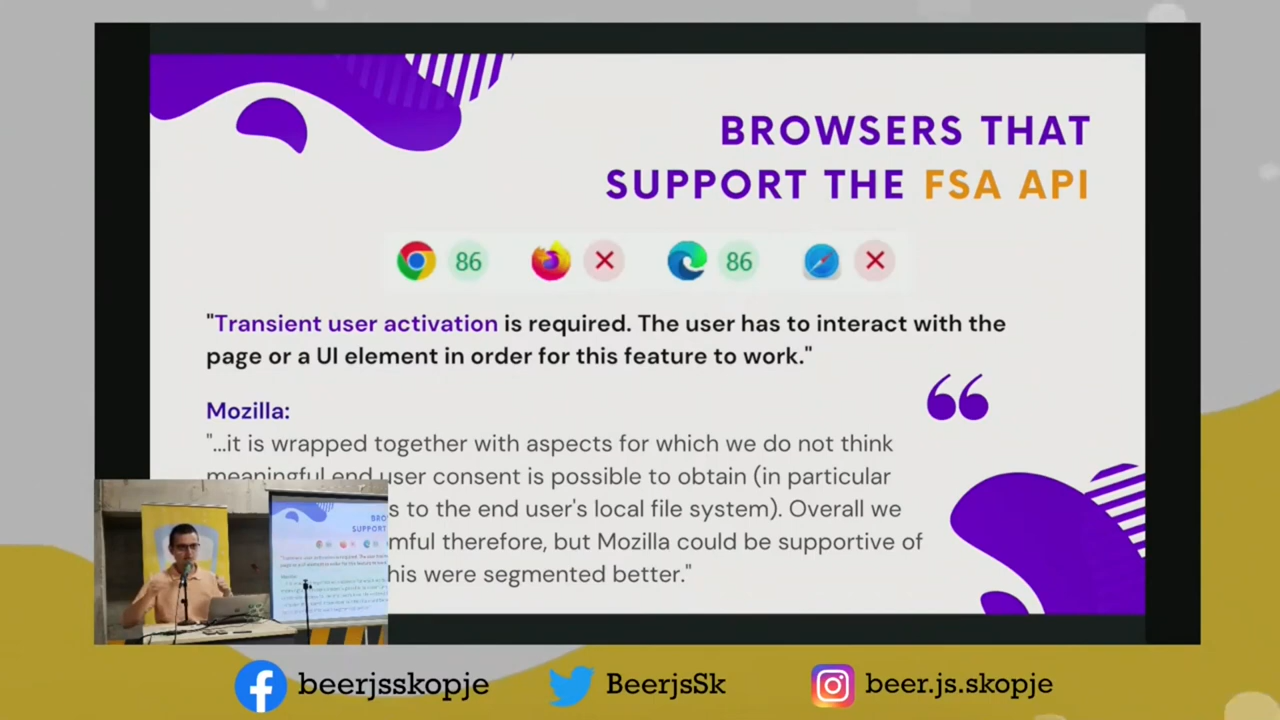 BROWSERS THAT
SUPPORT THE FSA API
86
86
"Transient user activation is required. The user has to interact with the
page or a UI element in order for this feature to work."
Mozilla:
"...it is wrapped together with aspects for which we do not think
meaningful end user consent is possible to obtain (in particular
s to the end user's local file system). Overall we
mful therefore, but Mozilla could be supportive of
his were segmented better."
BRO
SUPPORT
beerjsskopje
BeerjsSk
beer.js.skopje